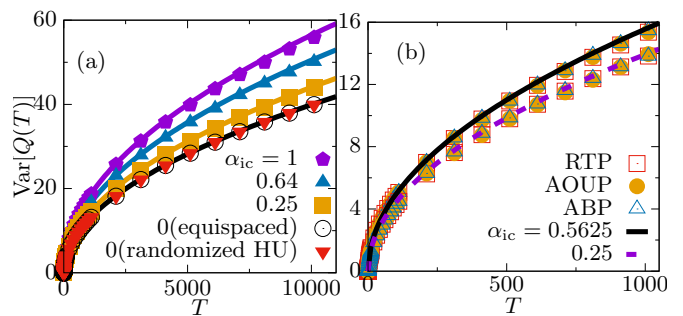 60
40
20
0
Var[Q(T)]
(a)
α_ic = 1
0.64
0.25
0(equispaced)
0(randomized HU)
0
5000
10000
T
16
12
8
4
0
(b)
RTP
AOUP
ABP
α_ic = 0.5625
0.25
0
500
1000
T